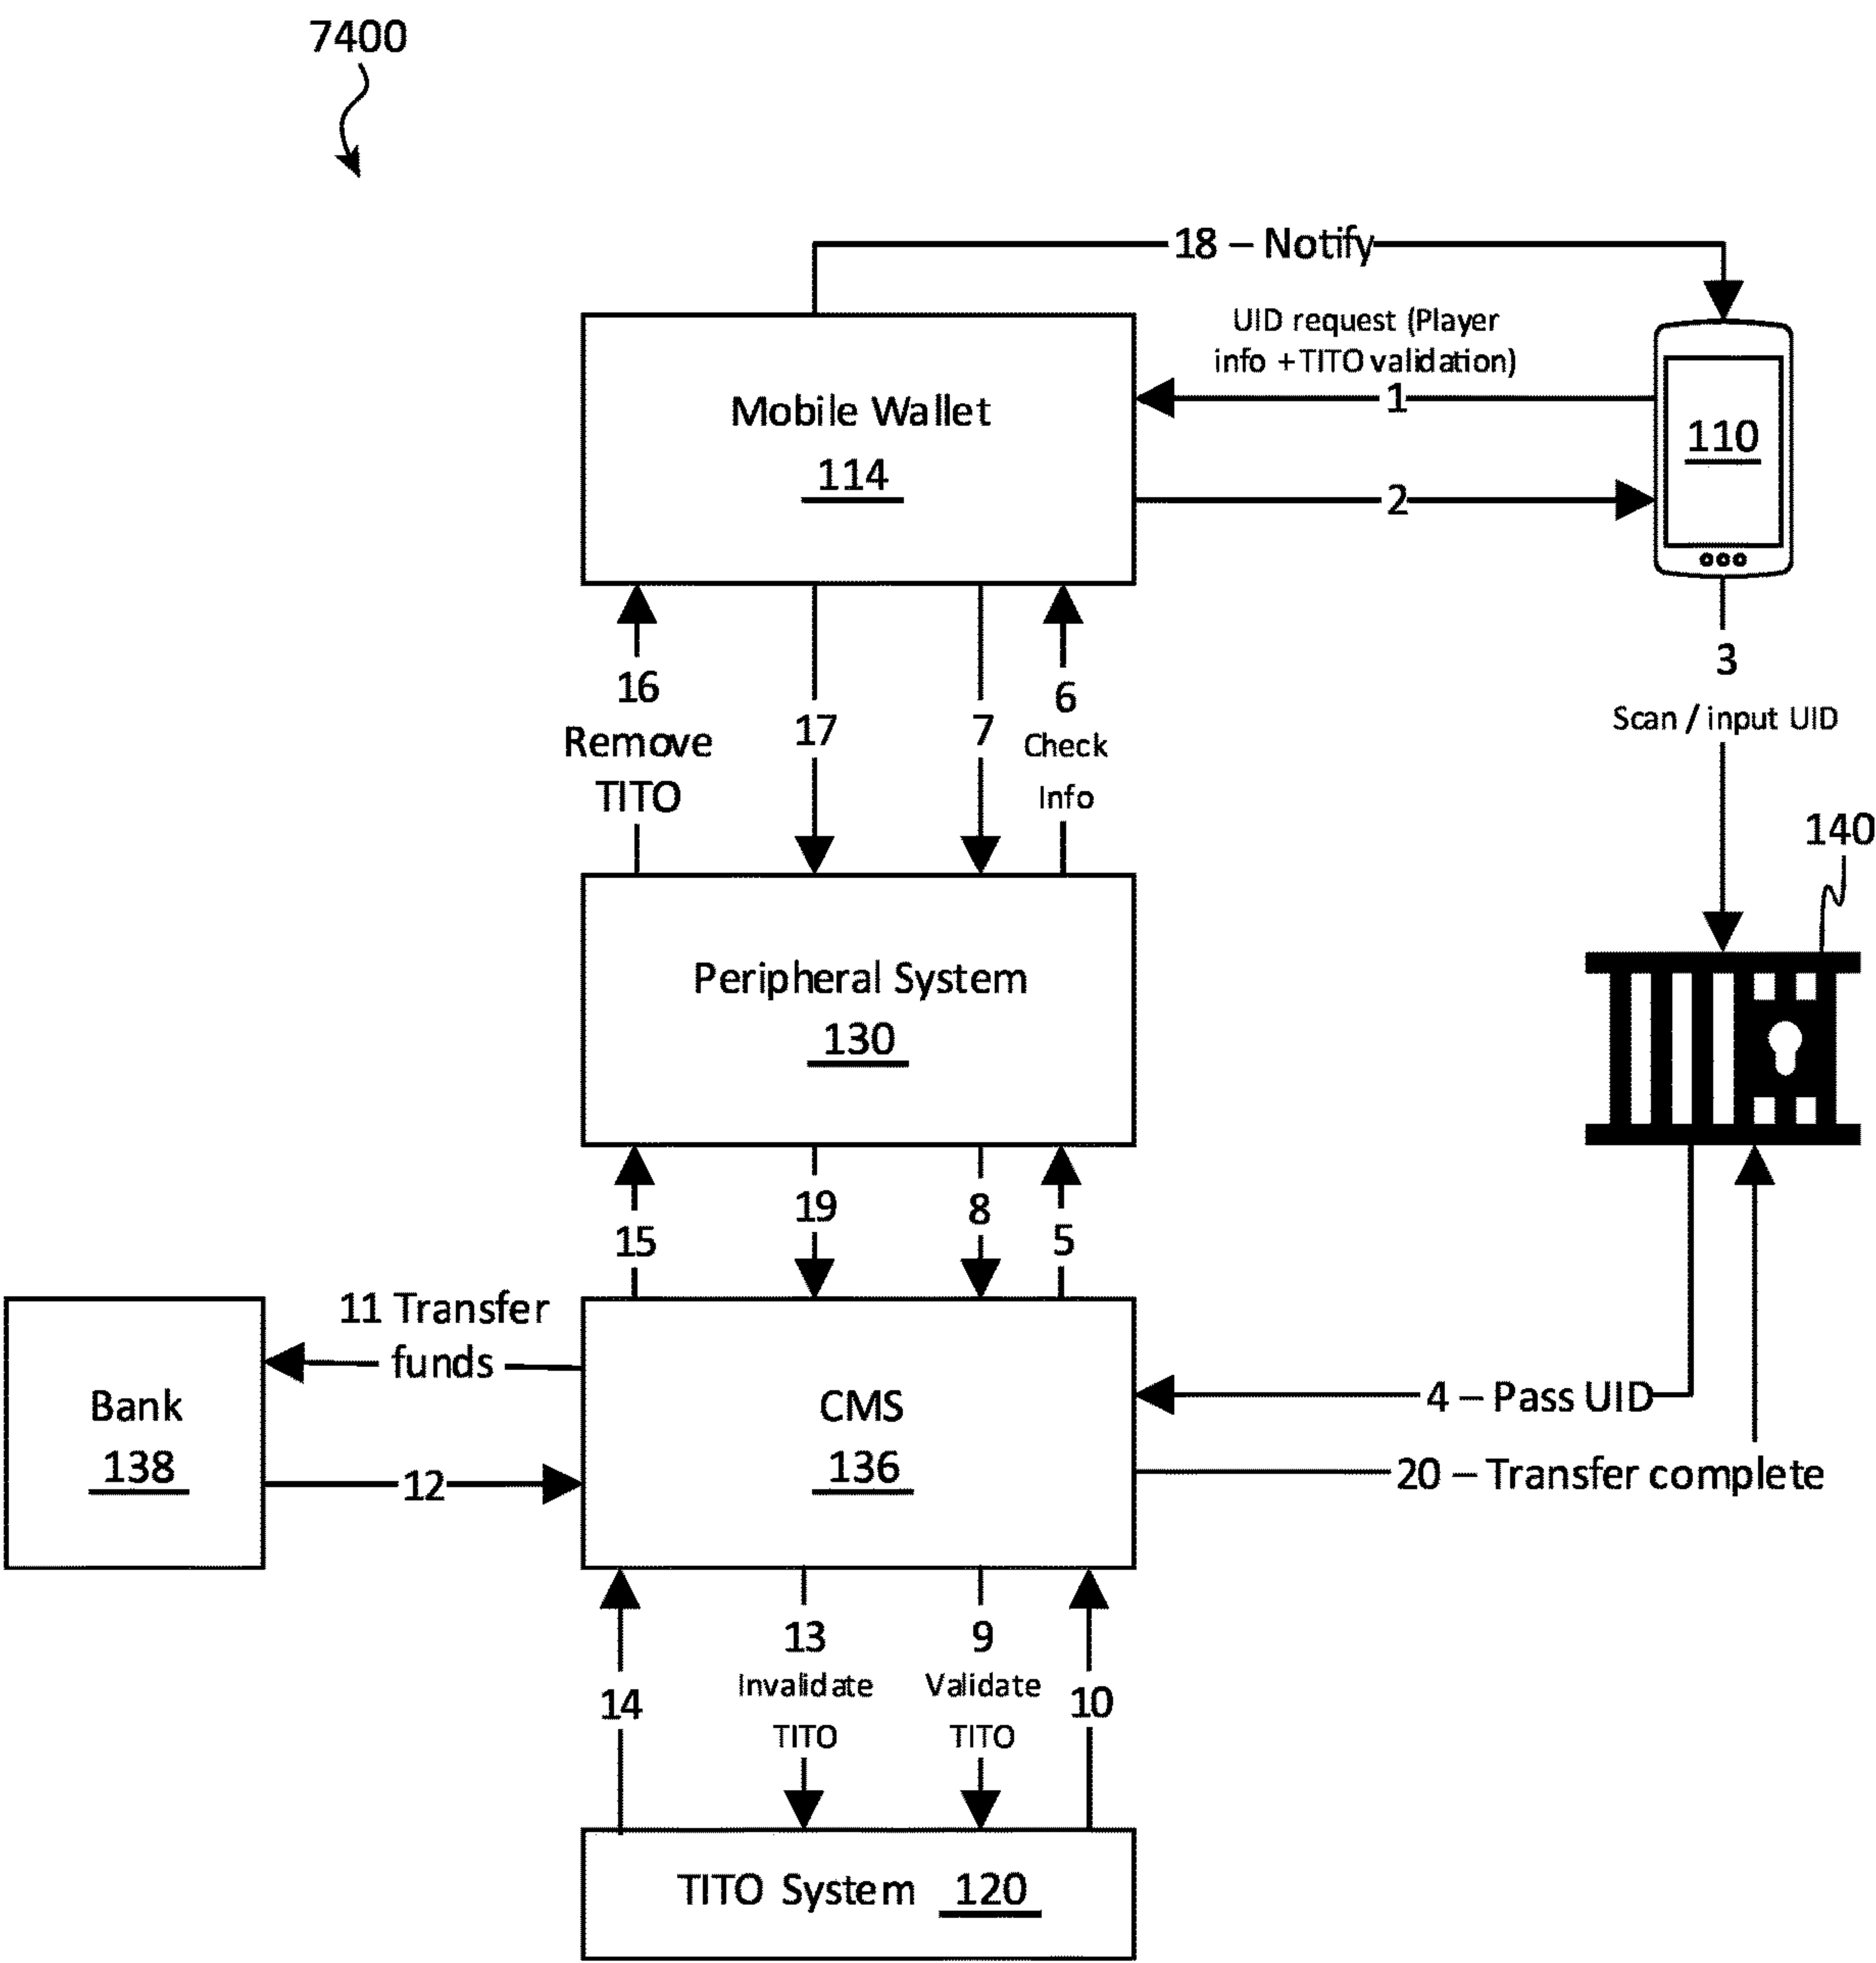 7400
18 – Notify
UID request (Player
info + TITO validation)
1
Mobile Wallet
114
110
2
3
Scan / input UID
16
Remove
TITO
17
7
6
Check
Info
140
Peripheral System
130
15
19
8
5
11 Transfer
funds
Bank
138
12
CMS
136
4 – Pass UID
20 – Transfer complete
14
13
Invalidate
TITO
9
Validate
TITO
10
TITO System 120